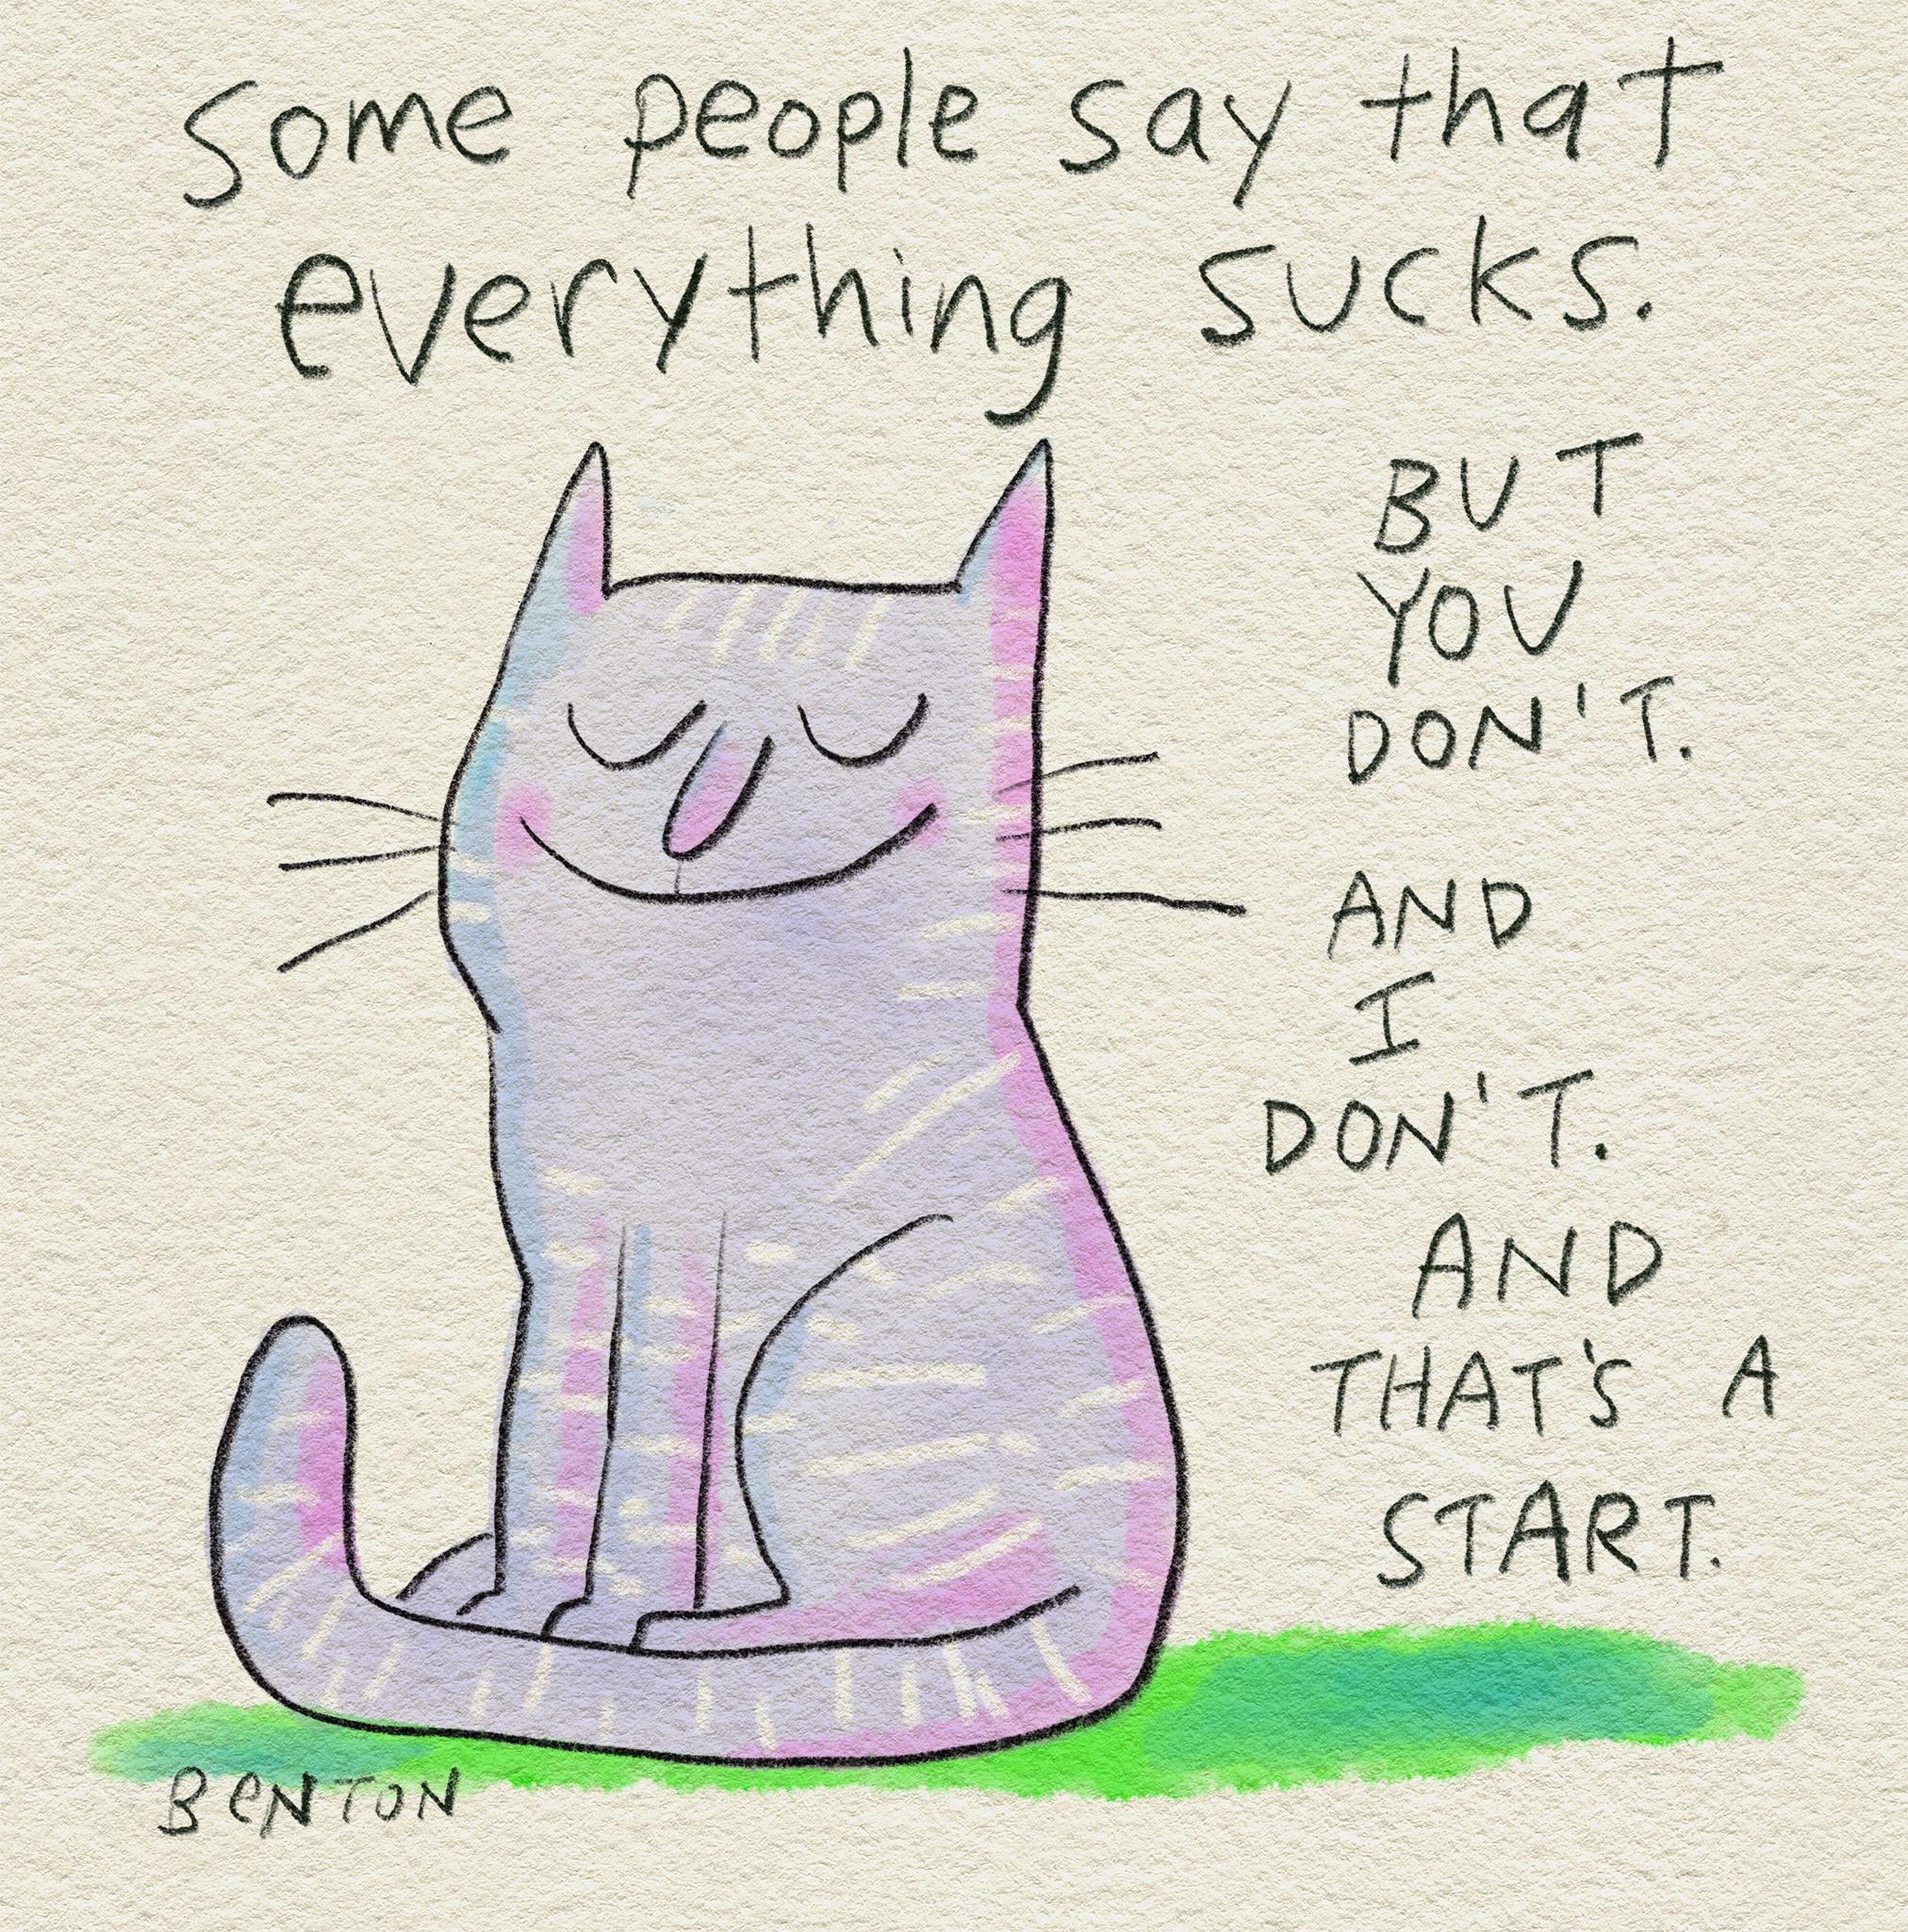 some people say that
everything sucks.
BUT
YOU
DON'T.
AND
I
DON'T.
AND
THAT'S A
START.
BeNTON